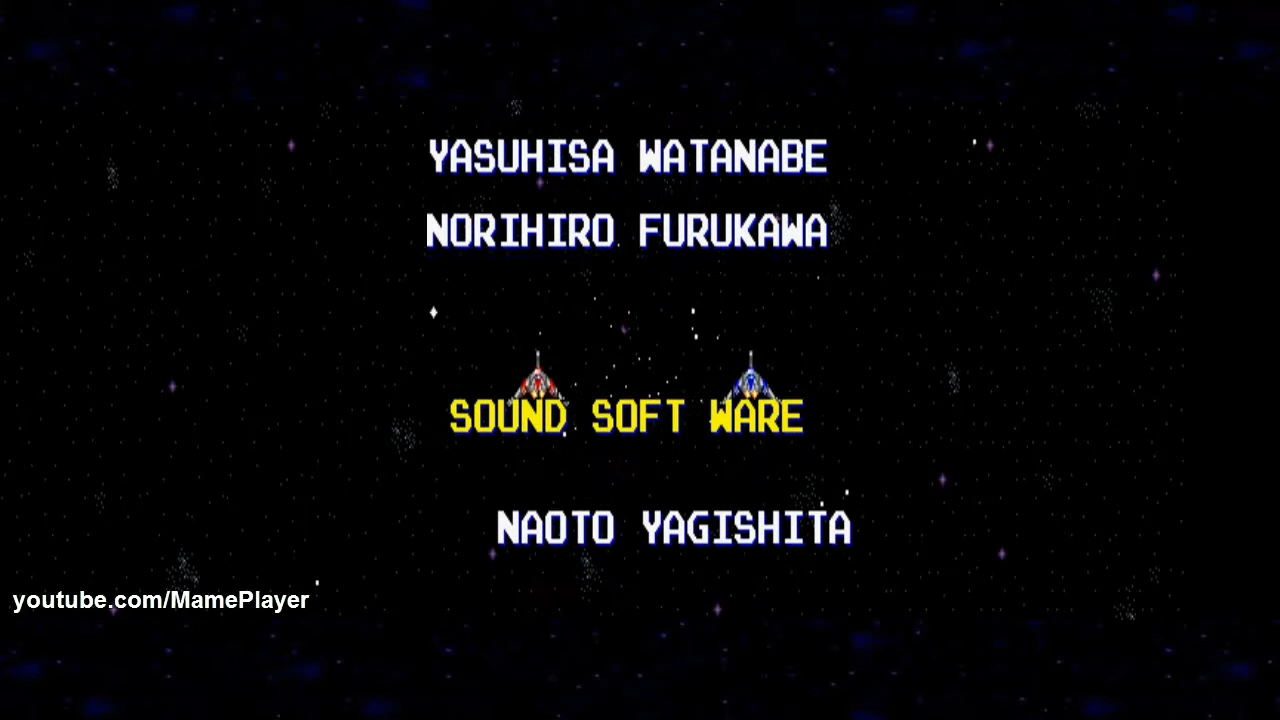 YASUHISA WATANABE
NORIHIRO FURUKAWA
SOUND SOFT WARE
NAOTO YAGISHITA
youtube.com/MamePlayer